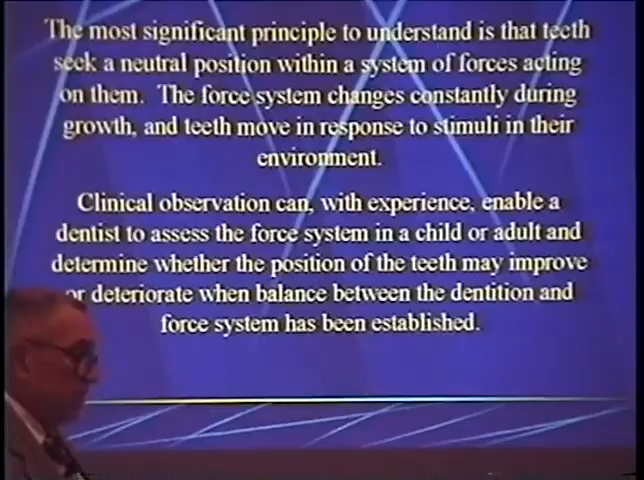 The most significant principle to understand is that teeth
seek a neutral position within a system of forces acting
on them. The force system changes constantly during
growth, and teeth move in response to stimuli in their
environment.
Clinical observation can, with experience, enable a
dentist to assess the force system in a child or adult and
determine whether the position of the teeth may improve
or deteriorate when balance between the dentition and
force system has been established.